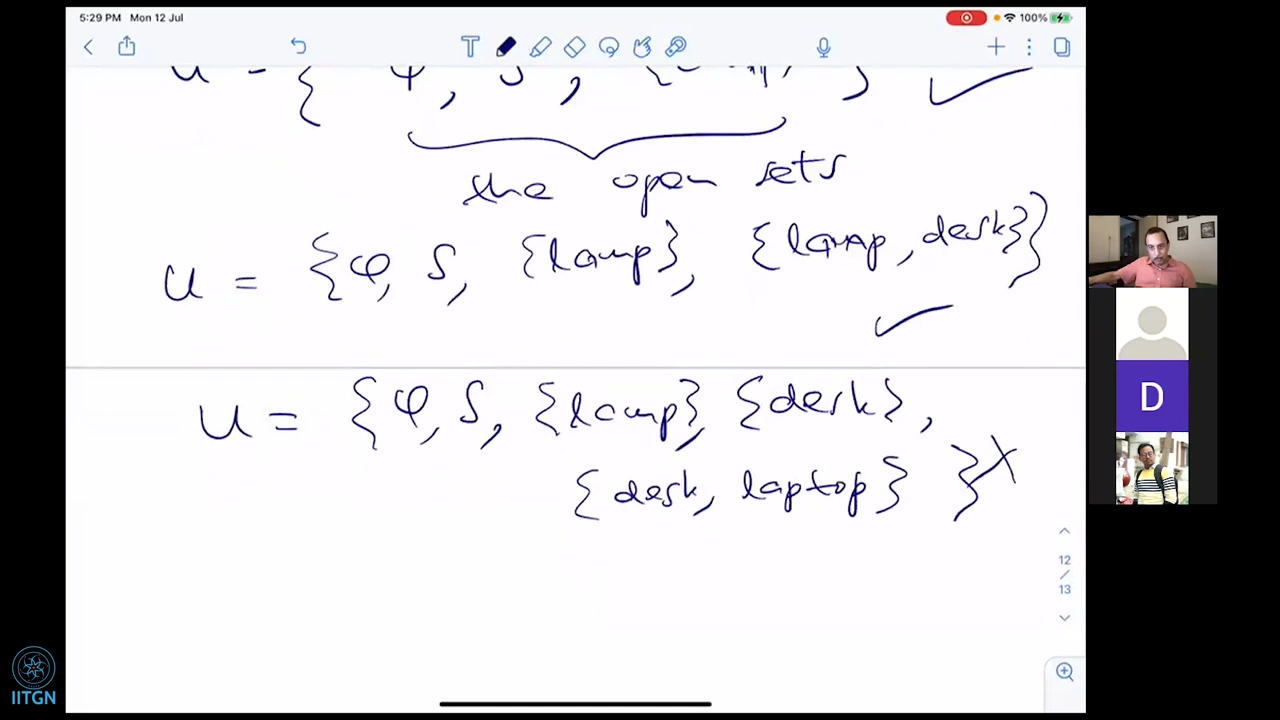 5:29 PM Mon 12 Jul
100%
U = { φ, S,
the open sets
U = {φ, S, {lamp}, {lamp, desk}}
U = {φ, S, {lamp}, {desk},
{desk, laptop} }
12
/
13
D
IITGN